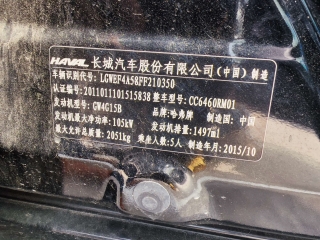 HAVAL 长城汽车股份有限公司(中国)制造
车辆识别代号: LGWEF4A58FF210350
认证编号: 2011011101515838 整车型号: CC6460RM01
发动机型号: GW4G15B 品牌: 哈弗牌 制造国: 中国
发动机最大净功率: 105kW 发动机排量: 1497ml
最大允许总质量: 2051kg 乘座人数: 5人 制造年月: 2015/10